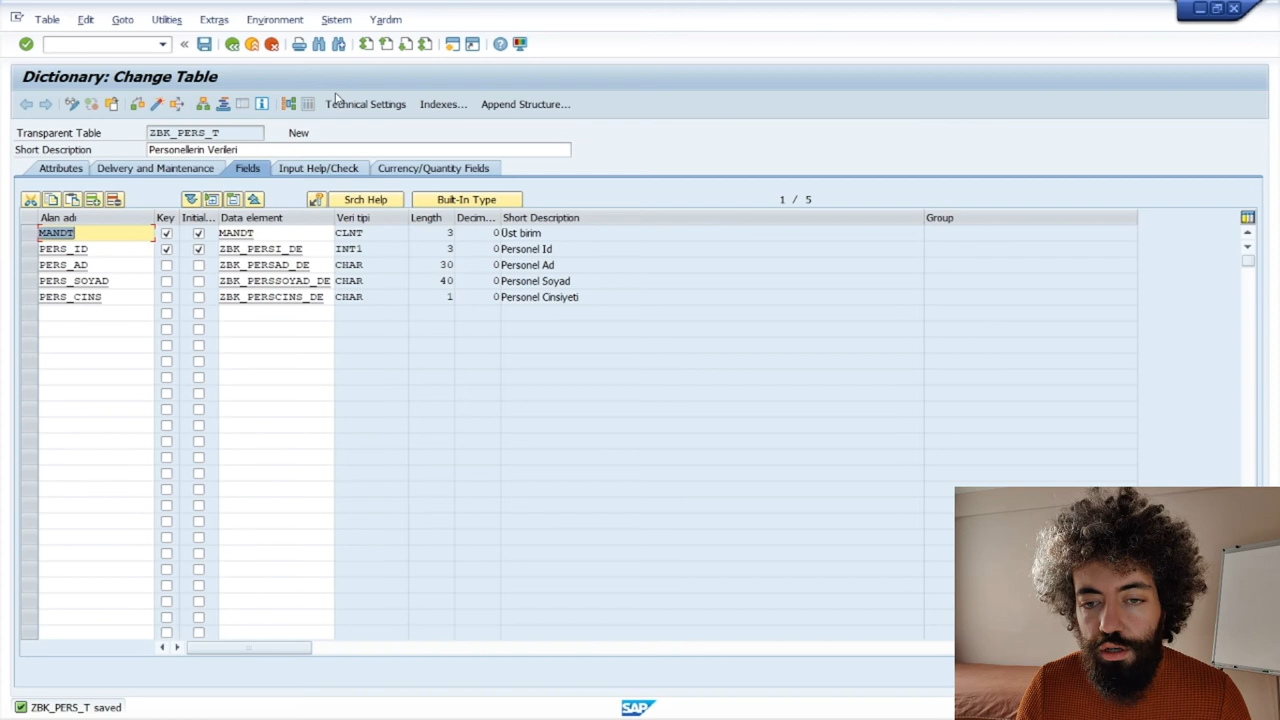 Table Edit Goto Utilities Extras Environment Sistem Yardım
Dictionary: Change Table
Technical Settings Indexes... Append Structure...
Transparent Table ZBK_PERS_T New
Short Description Personellerin Verileri
Attributes Delivery and Maintenance Fields Input Help/Check Currency/Quantity Fields
Srch Help Built-In Type 1 / 5
Alan adı Key Initial... Data element Veri tipi Length Decim... Short Description Group
MANDT MANDT CLNT 3 0 Üst birim
PERS_ID ZBK_PERSI_DE INT1 3 0 Personel Id
PERS_AD ZBK_PERSAD_DE CHAR 30 0 Personel Ad
PERS_SOYAD ZBK_PERSSOYAD_DE CHAR 40 0 Personel Soyad
PERS_CINS ZBK_PERSCINS_DE CHAR 1 0 Personel Cinsiyeti
ZBK_PERS_T saved
SAP